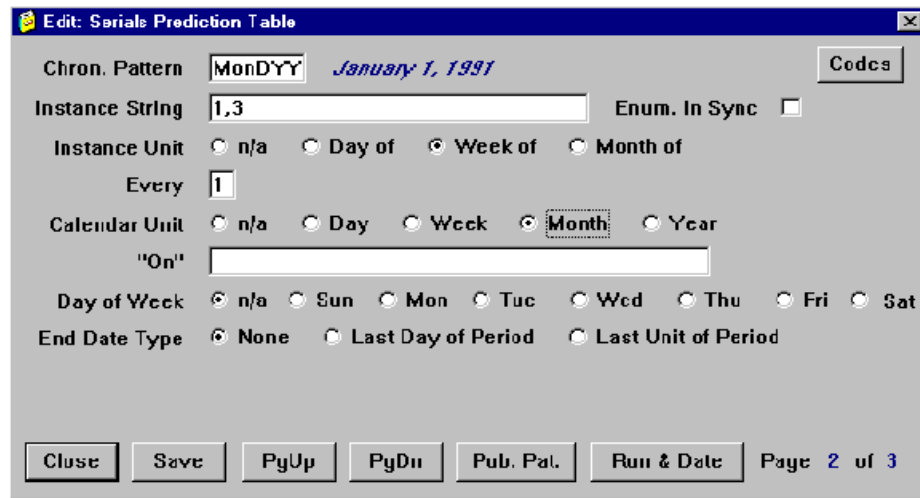 Edit: Serials Prediction Table
Chron. Pattern MonDYY January 1, 1991 Codes
Instance String 1,3 Enum. In Sync
Instance Unit n/a Day of Week of Month of
Every 1
Calendar Unit n/a Day Week Month Year
"On"
Day of Week n/a Sun Mon Tue Wed Thu Fri Sat
End Date Type None Last Day of Period Last Unit of Period
Close Save PgUp PgDn Pub. Pat. Run & Date Page 2 of 3